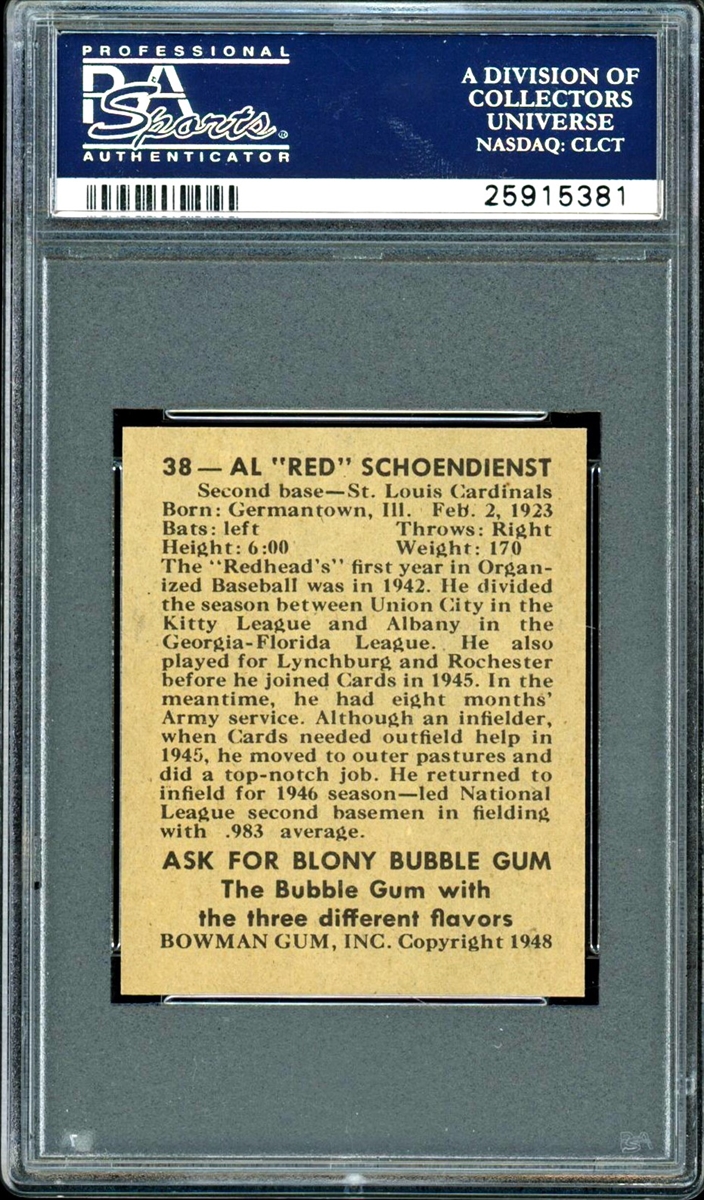 PROFESSIONAL
PSA
Sports
AUTHENTICATOR
A DIVISION OF
COLLECTORS
UNIVERSE
NASDAQ: CLCT
25915381
38 — AL "RED" SCHOENDIENST
Second base—St. Louis Cardinals
Born: Germantown, Ill. Feb. 2, 1923
Bats: left Throws: Right
Height: 6:00 Weight: 170
The "Redhead's" first year in Organ-
ized Baseball was in 1942. He divided
the season between Union City in the
Kitty League and Albany in the
Georgia-Florida League. He also
played for Lynchburg and Rochester
before he joined Cards in 1945. In the
meantime, he had eight months'
Army service. Although an infielder,
when Cards needed outfield help in
1945, he moved to outer pastures and
did a top-notch job. He returned to
infield for 1946 season—led National
League second basemen in fielding
with .983 average.
ASK FOR BLONY BUBBLE GUM
The Bubble Gum with
the three different flavors
BOWMAN GUM, INC. Copyright 1948
PSA